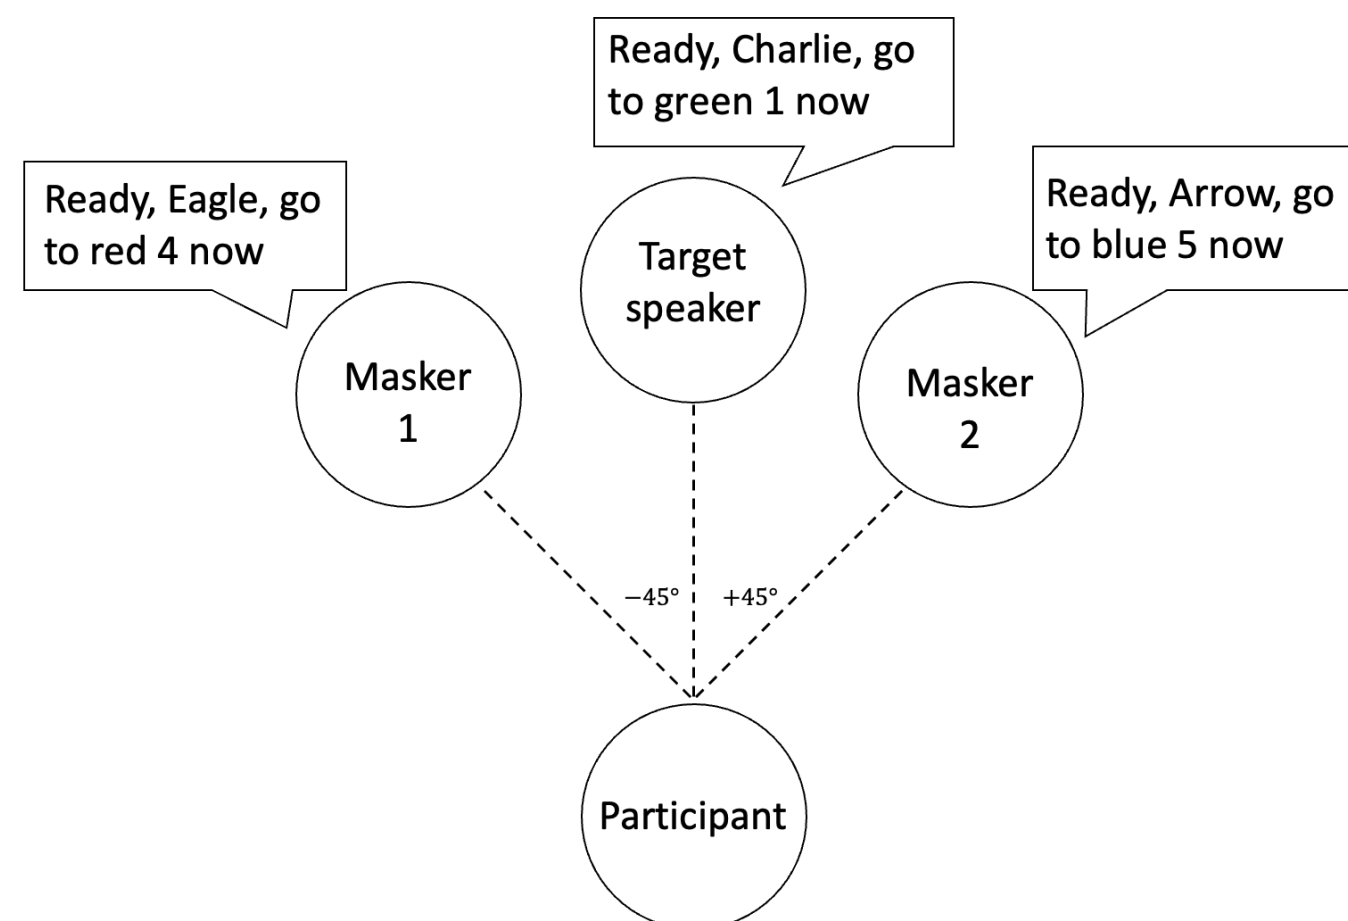 Ready, Charlie, go
to green 1 now
Ready, Eagle, go
to red 4 now
Ready, Arrow, go
to blue 5 now
Target
speaker
Masker
1
Masker
2
−45°
+45°
Participant